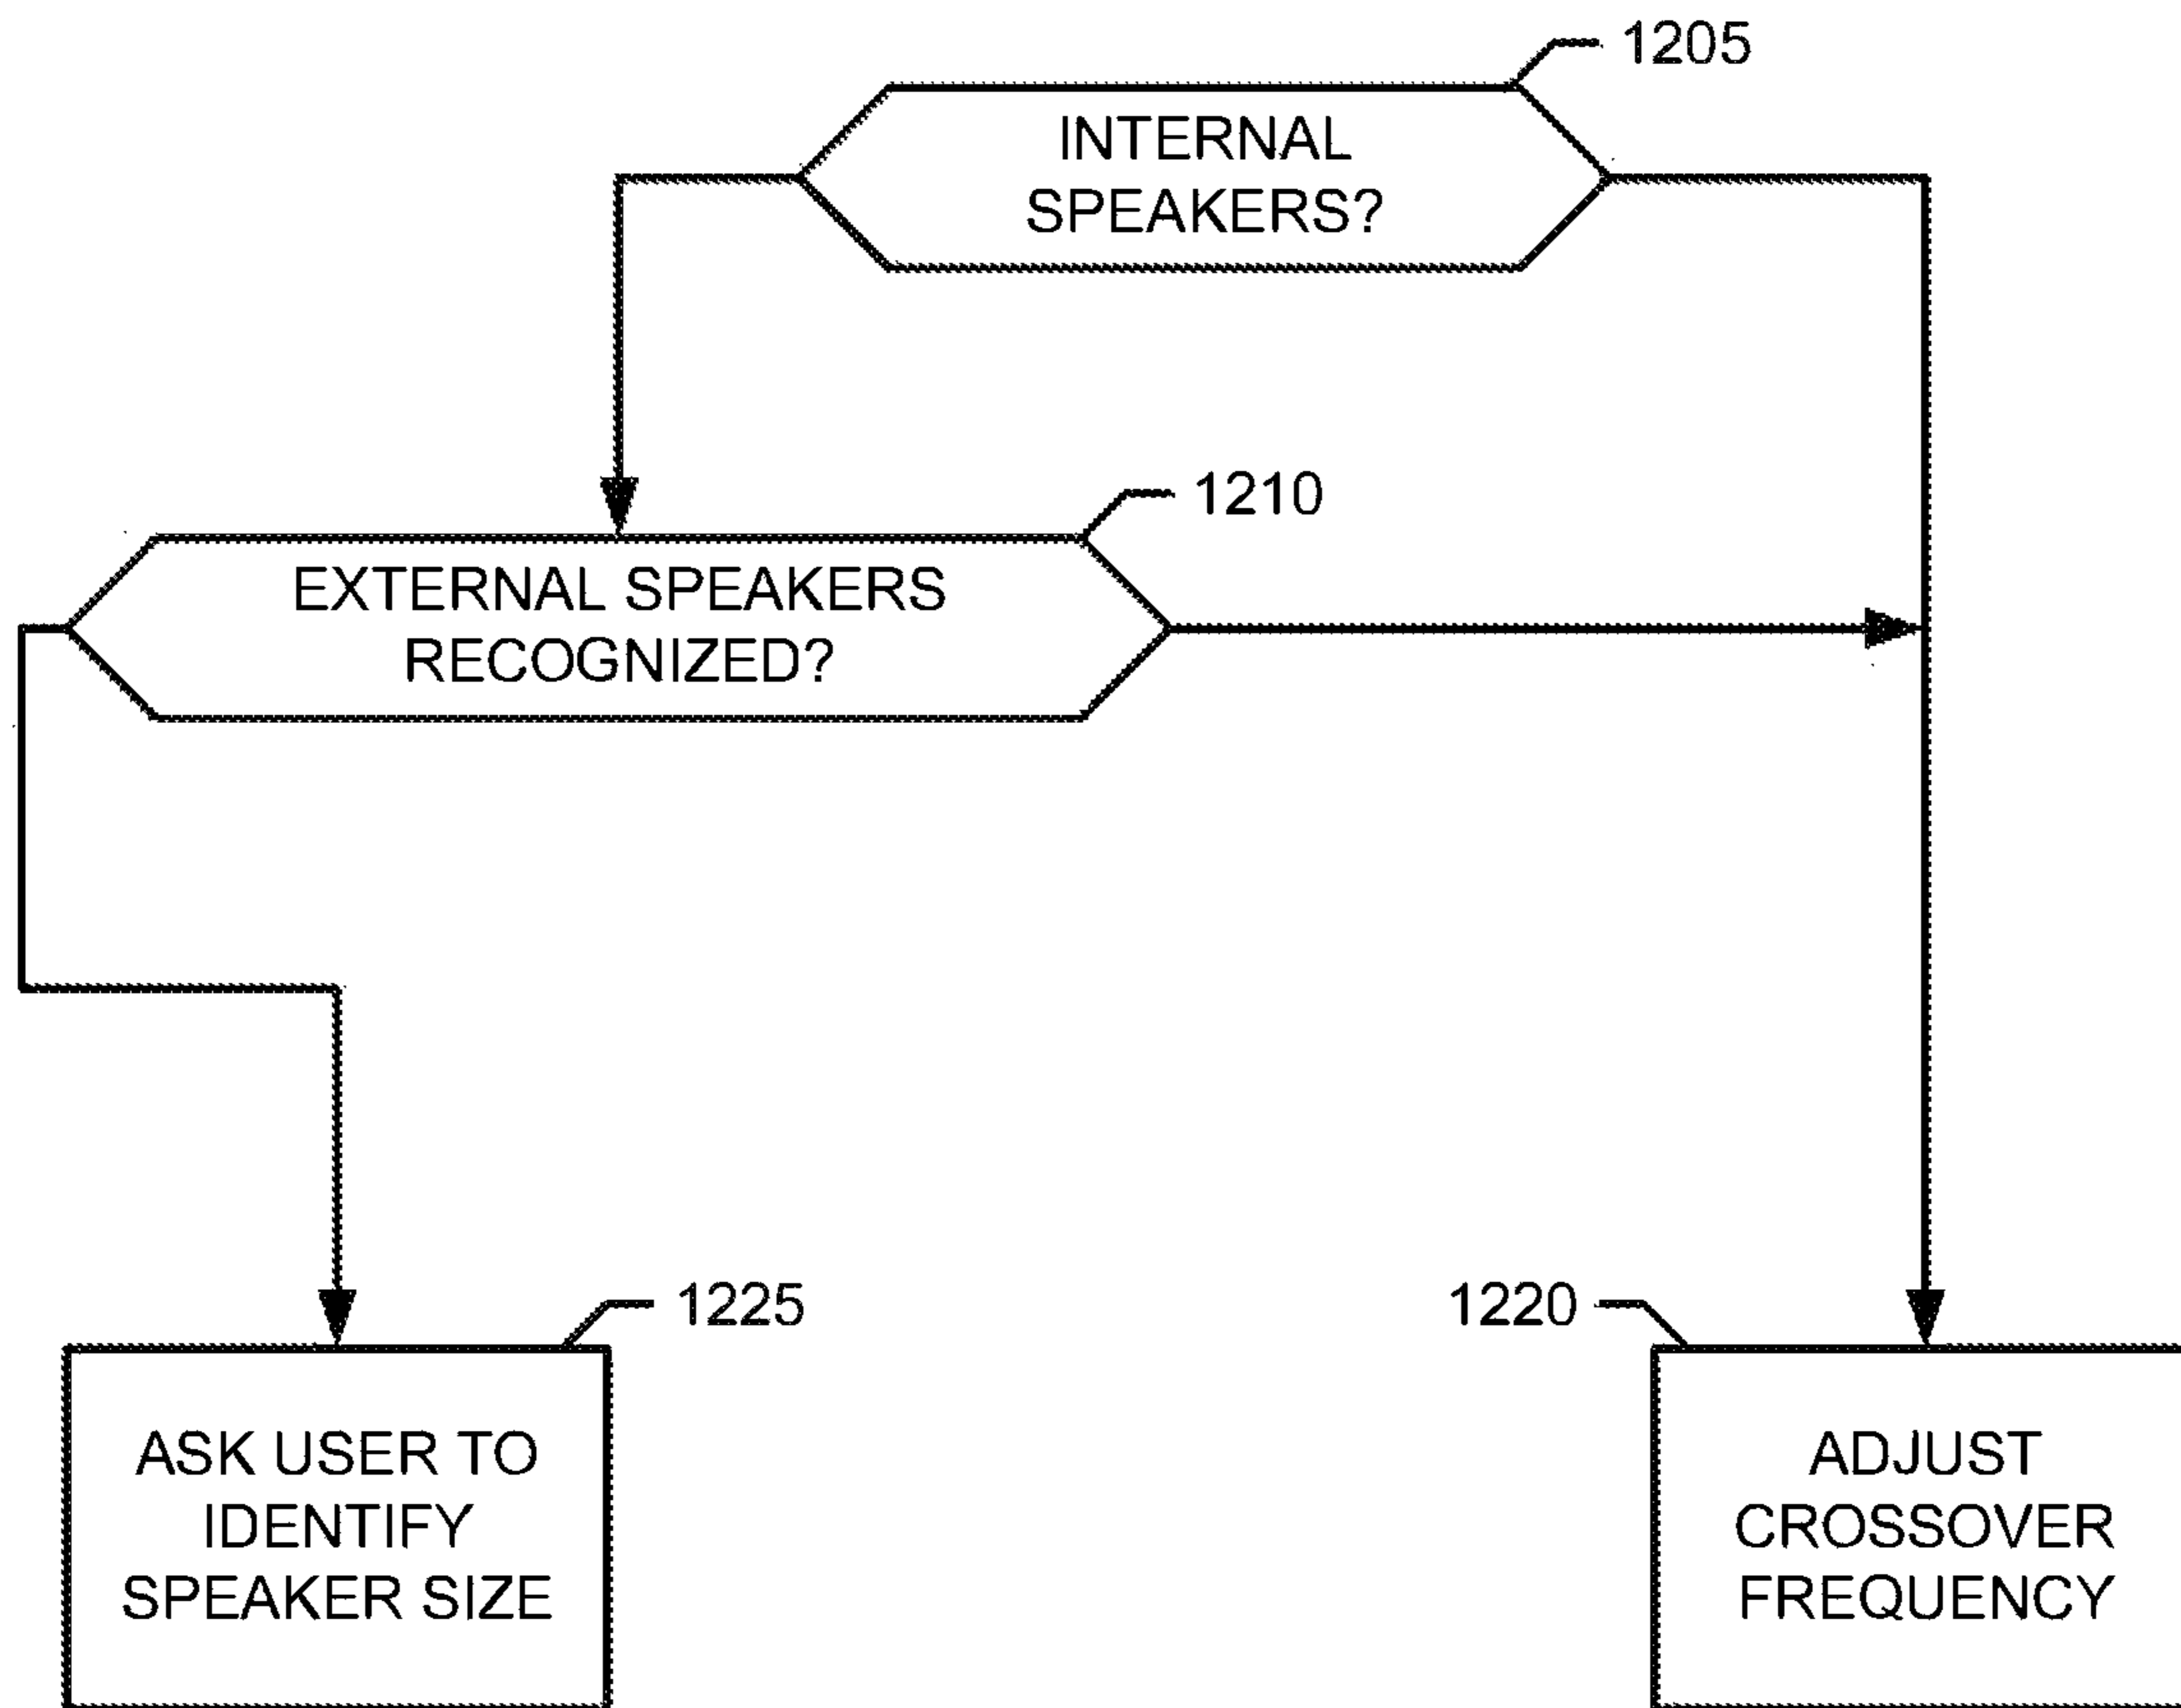 1205
INTERNAL
SPEAKERS?
1210
EXTERNAL SPEAKERS
RECOGNIZED?
1225
ASK USER TO
IDENTIFY
SPEAKER SIZE
1220
ADJUST
CROSSOVER
FREQUENCY